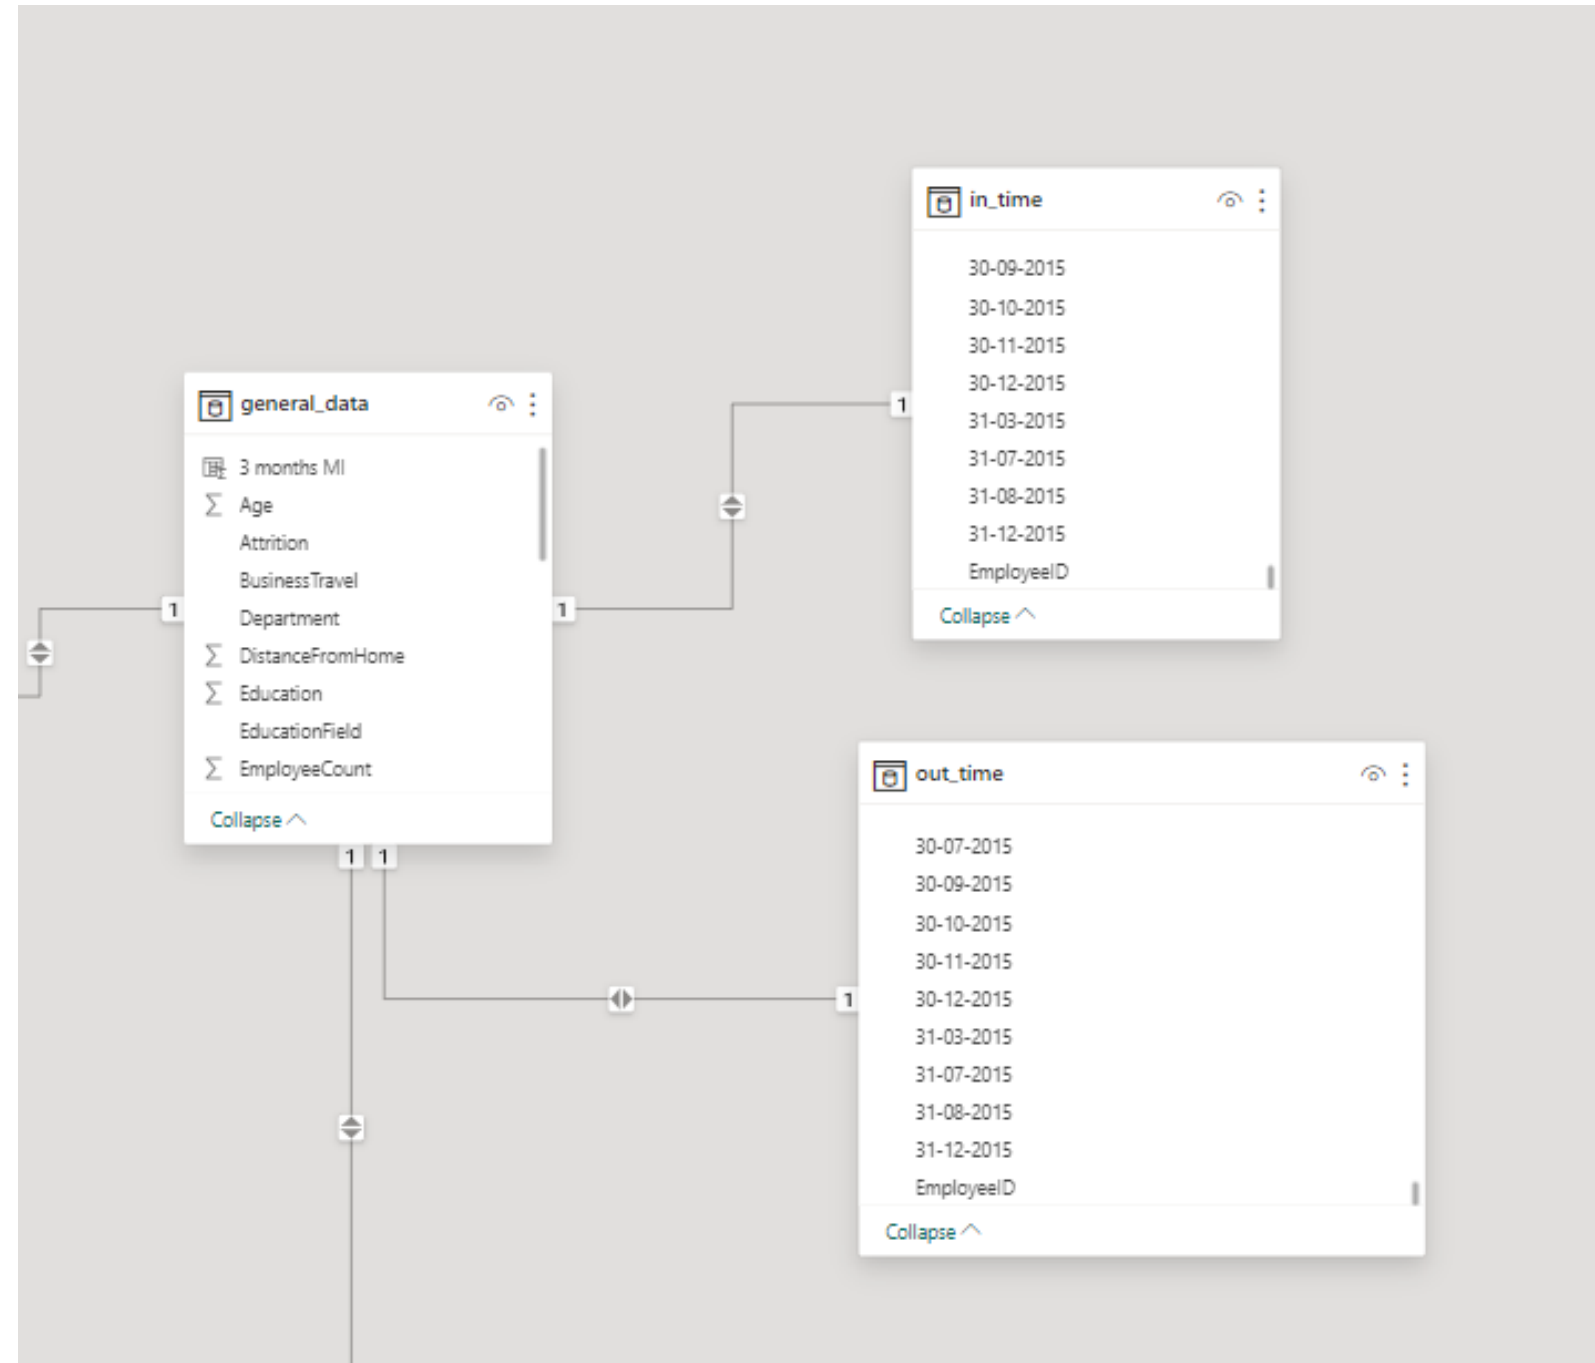 in_time
30-09-2015
30-10-2015
30-11-2015
30-12-2015
31-03-2015
31-07-2015
31-08-2015
31-12-2015
EmployeeID
Collapse
1
general_data
3 months MI
Age
Attrition
BusinessTravel
Department
DistanceFromHome
Education
EducationField
EmployeeCount
Collapse
1
1
1 1
out_time
30-07-2015
30-09-2015
30-10-2015
30-11-2015
30-12-2015
31-03-2015
31-07-2015
31-08-2015
31-12-2015
EmployeeID
Collapse
1